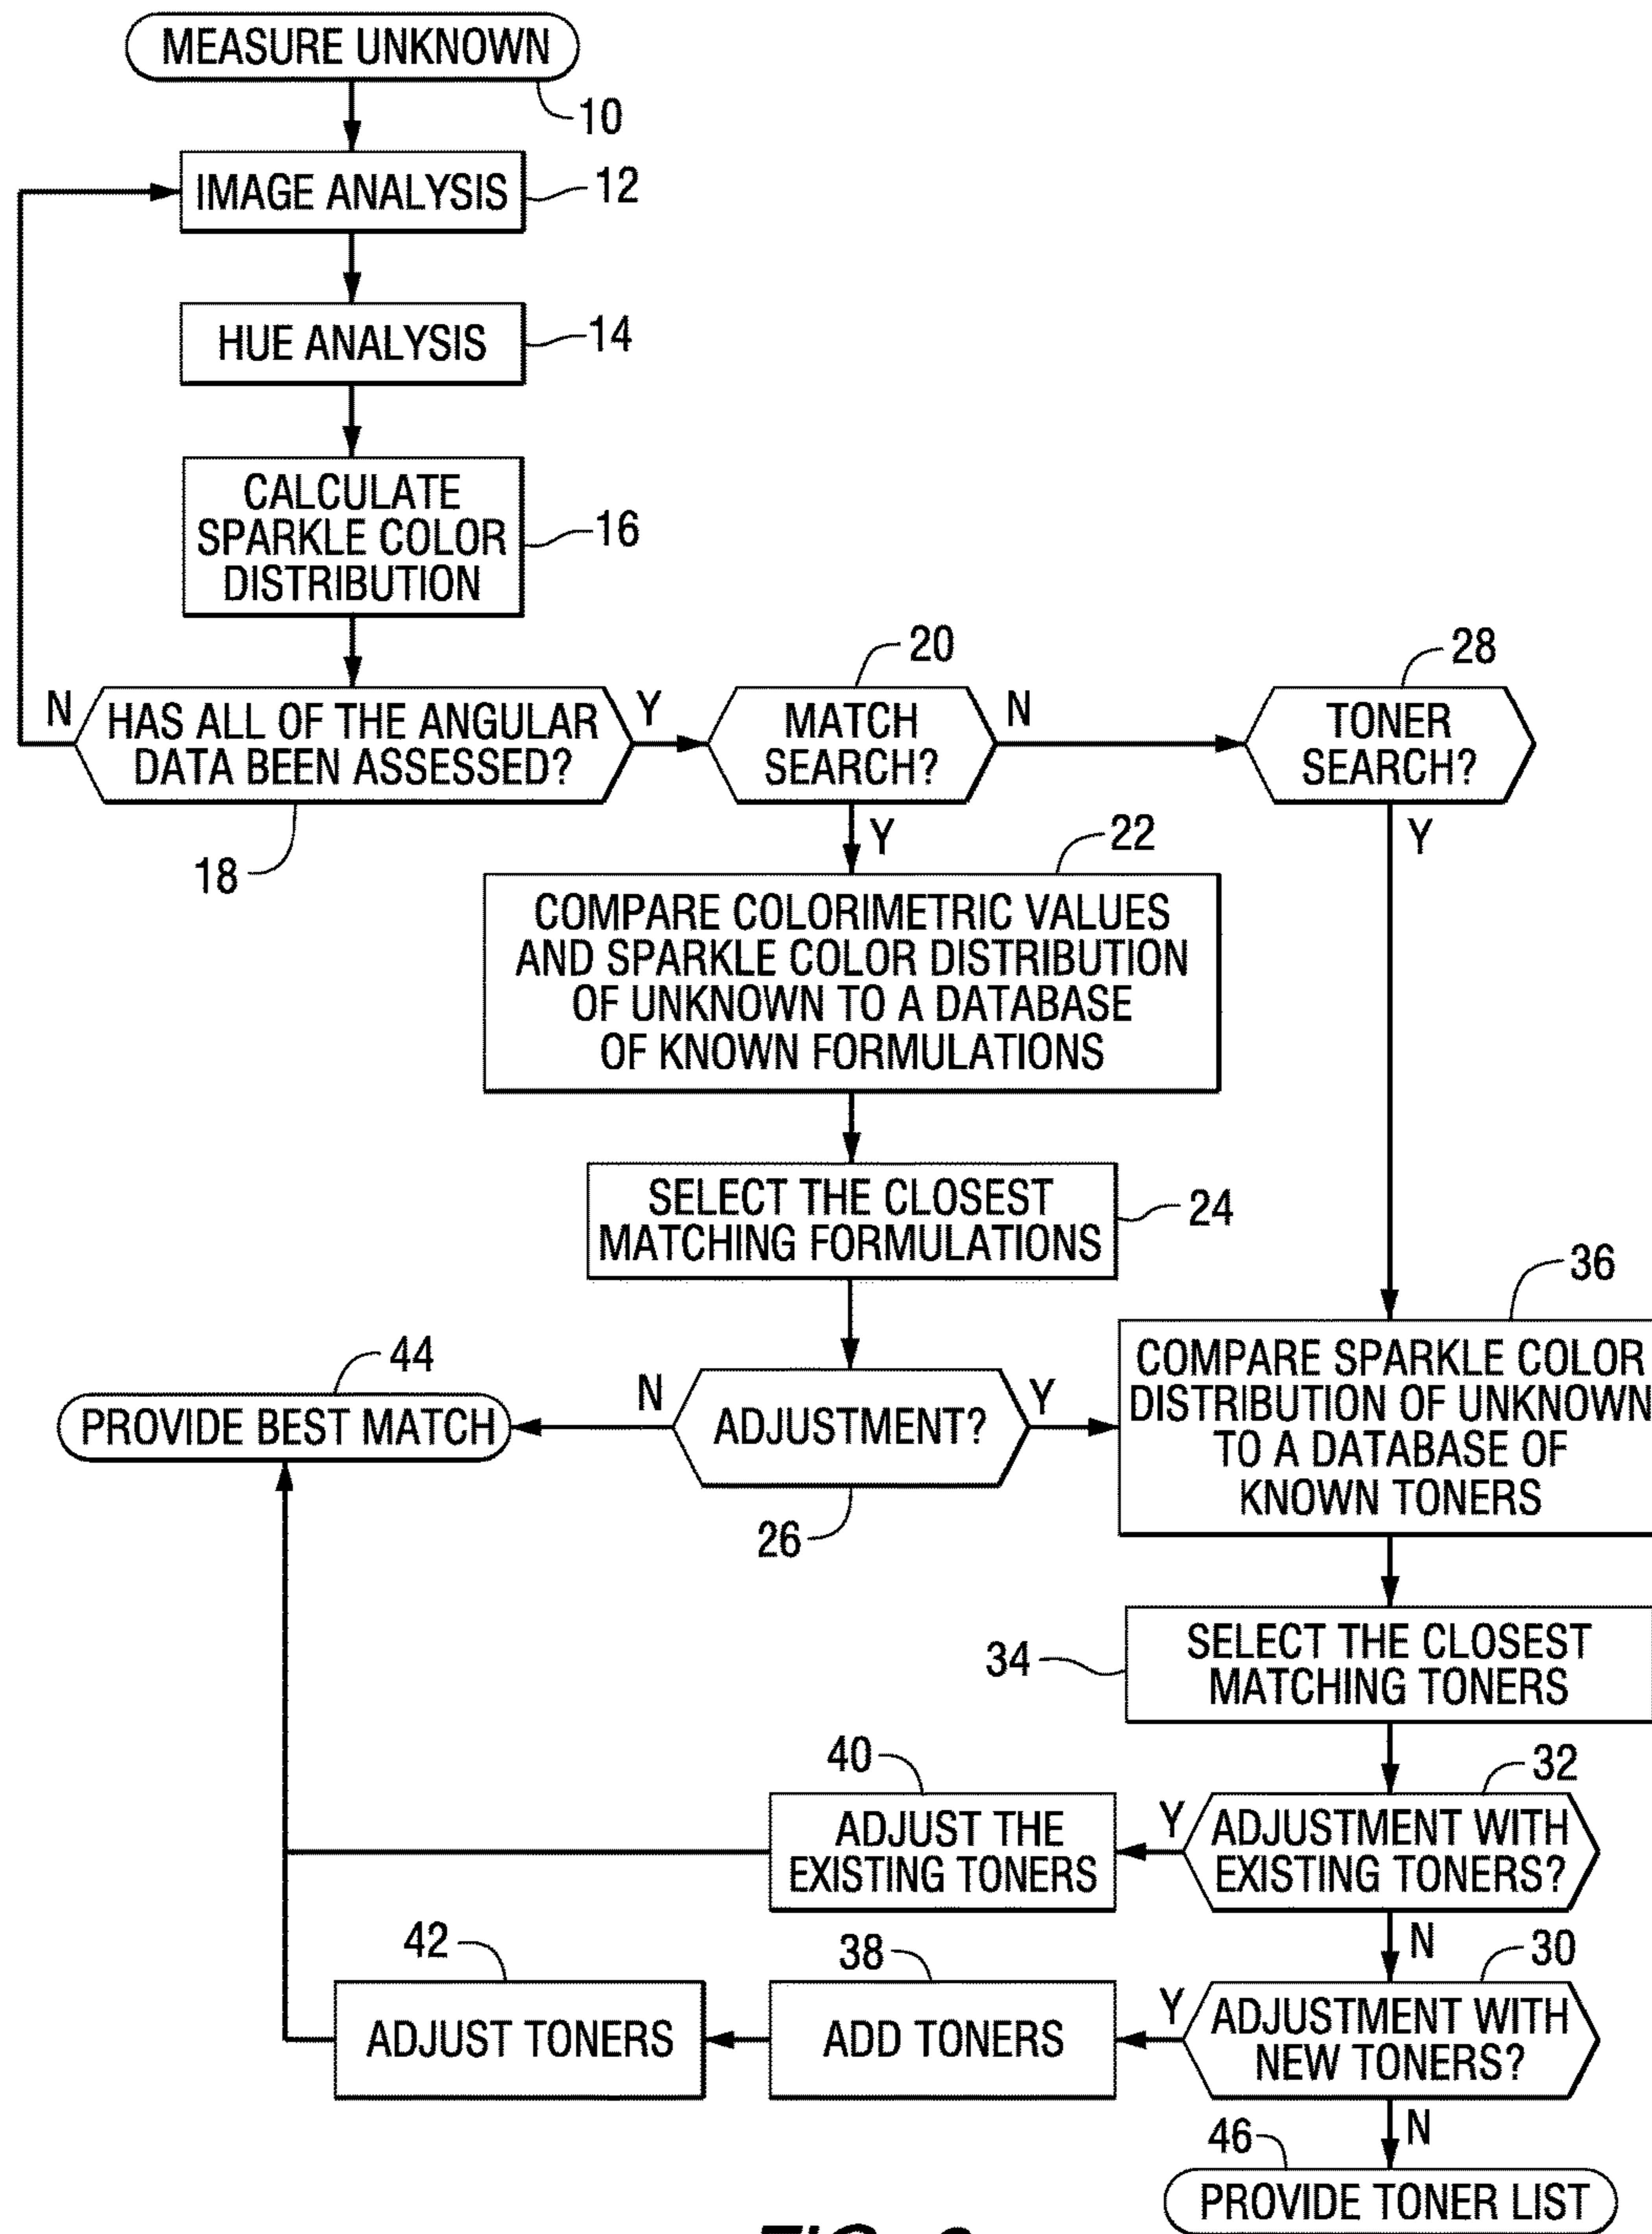 MEASURE UNKNOWN
10
IMAGE ANALYSIS
12
HUE ANALYSIS
14
CALCULATE
SPARKLE COLOR
DISTRIBUTION
16
N
HAS ALL OF THE ANGULAR
DATA BEEN ASSESSED?
Y
18
20
MATCH
SEARCH?
N
Y
28
TONER
SEARCH?
Y
22
COMPARE COLORIMETRIC VALUES
AND SPARKLE COLOR DISTRIBUTION
OF UNKNOWN TO A DATABASE
OF KNOWN FORMULATIONS
SELECT THE CLOSEST
MATCHING FORMULATIONS
24
36
COMPARE SPARKLE COLOR
DISTRIBUTION OF UNKNOWN
TO A DATABASE OF
KNOWN TONERS
44
PROVIDE BEST MATCH
N
ADJUSTMENT?
Y
26
34
SELECT THE CLOSEST
MATCHING TONERS
40
ADJUST THE
EXISTING TONERS
Y
32
ADJUSTMENT WITH
EXISTING TONERS?
N
42
ADJUST TONERS
38
ADD TONERS
Y
30
ADJUSTMENT WITH
NEW TONERS?
N
46
PROVIDE TONER LIST
FIG.